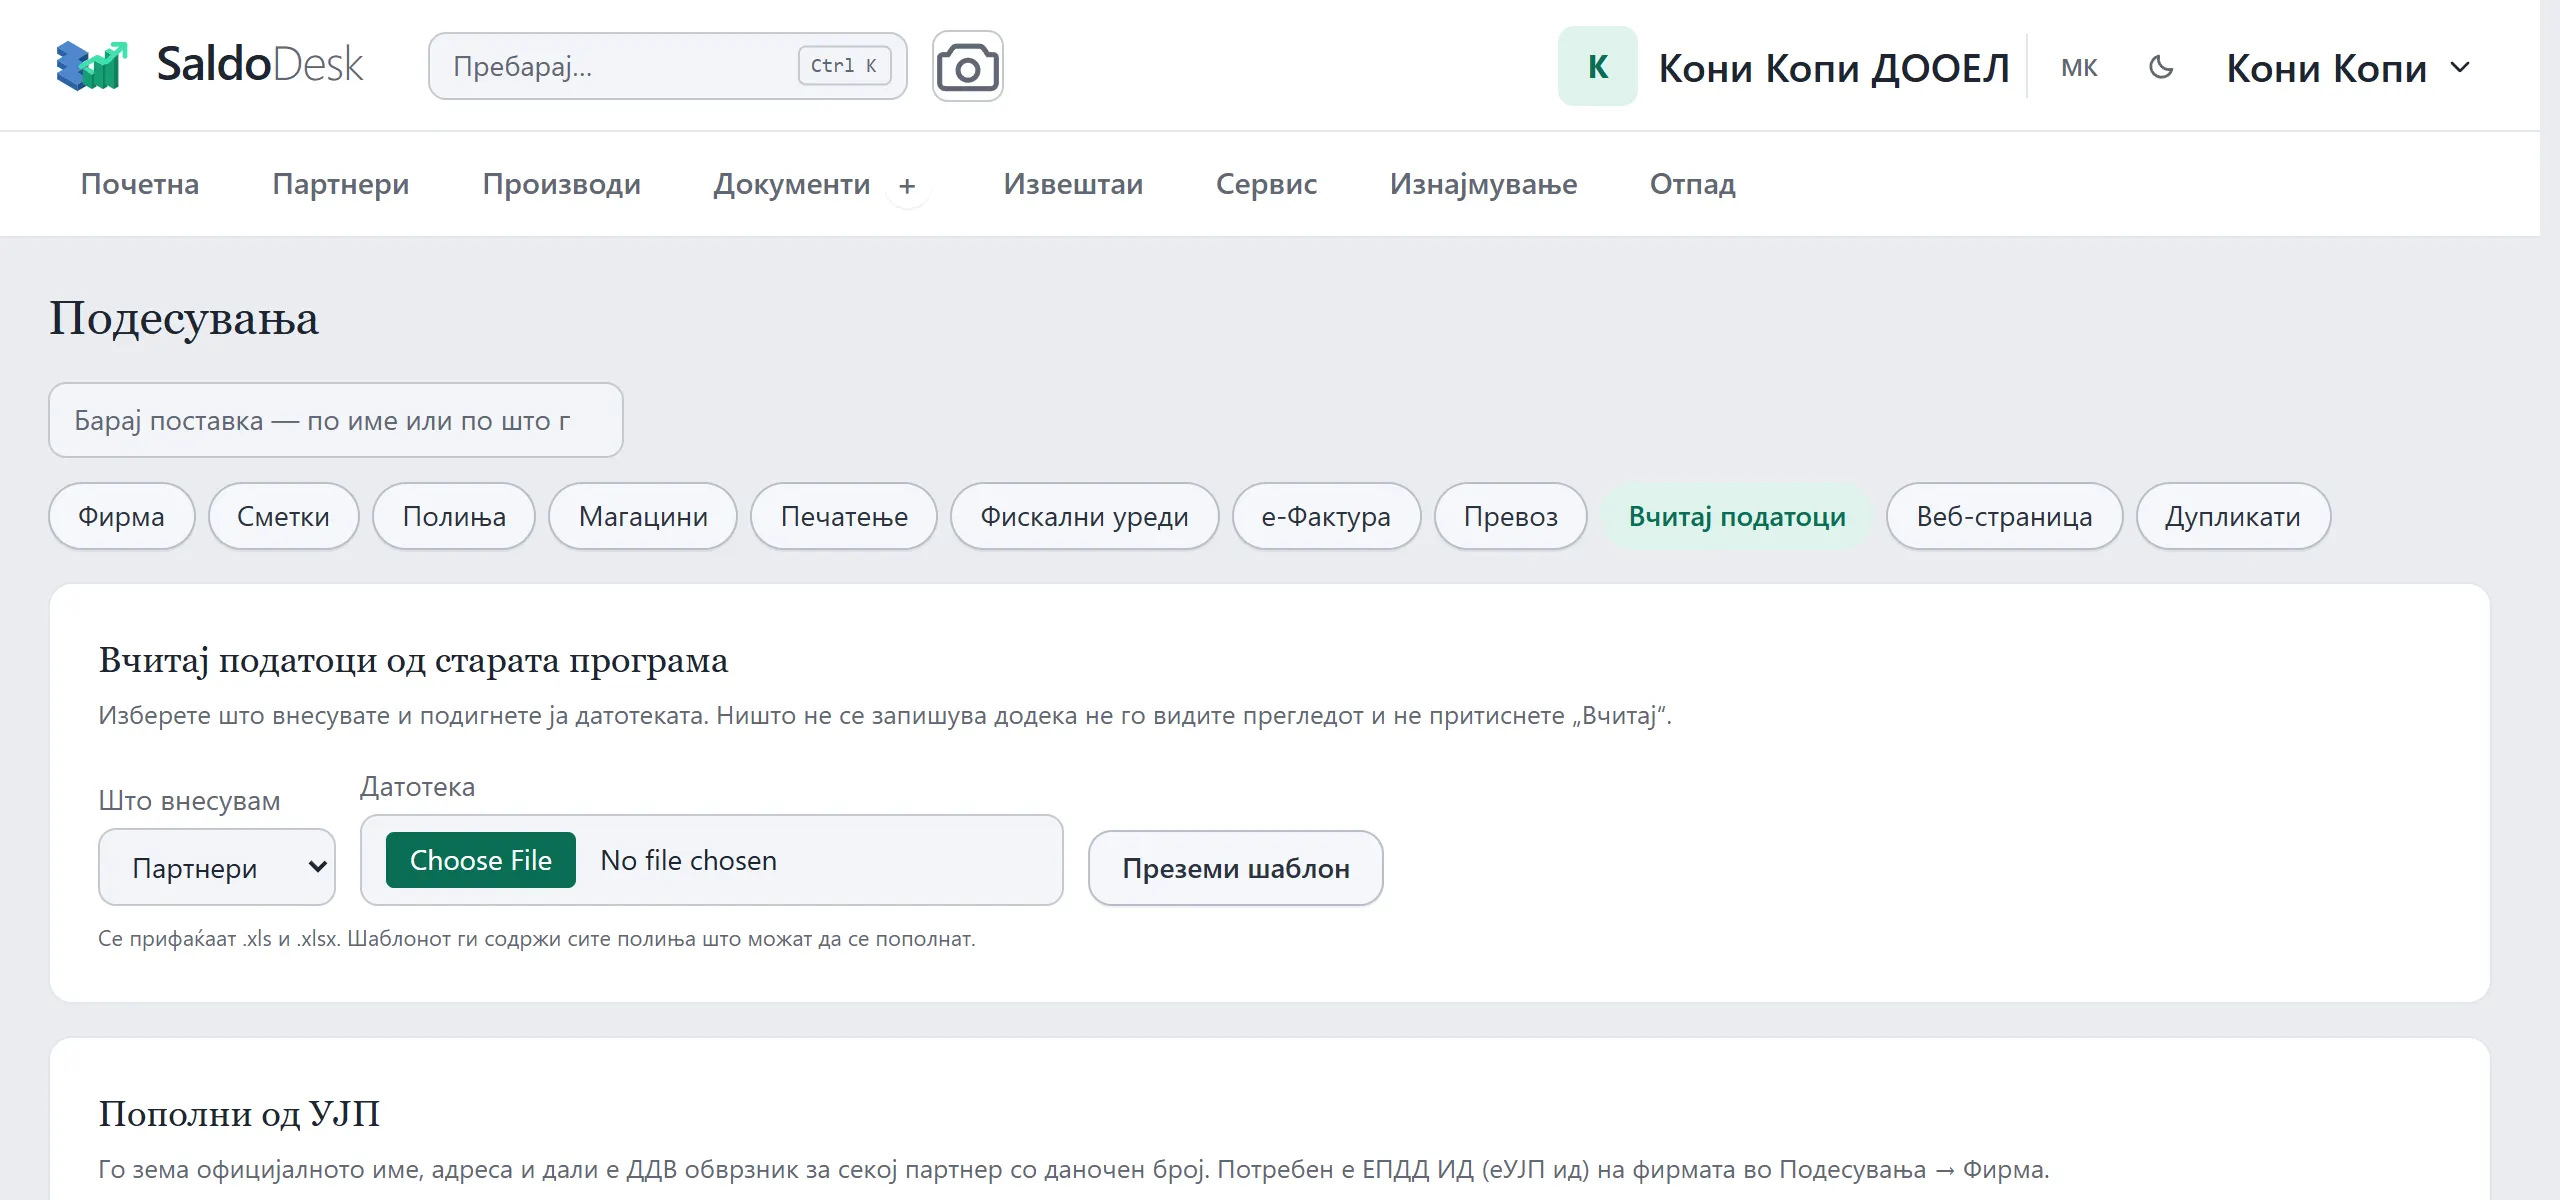 SaldoDesk
Пребарај...
Ctrl K
К
Кони Копи ДООЕЛ
МК
Кони Копи
Почетна
Партнери
Производи
Документи +
Извештаи
Сервис
Изнајмување
Отпад
Подесувања
Барај поставка — по име или по што г
Фирма
Сметки
Полиња
Магацини
Печатење
Фискални уреди
е-Фактура
Превоз
Вчитај податоци
Веб-страница
Дупликати
Вчитај податоци од старата програма
Изберете што внесувате и подигнете ја датотеката. Ништо не се запишува додека не го видите прегледот и не притиснете „Вчитај“.
Што внесувам
Датотека
Партнери
Choose File No file chosen
Преземи шаблон
Се прифаќаат .xls и .xlsx. Шаблонот ги содржи сите полиња што можат да се пополнат.
Пополни од УЈП
Го зема официјалното име, адреса и дали е ДДВ обврзник за секој партнер со даночен број. Потребен е ЕПДД ИД (еУЈП ид) на фирмата во Подесувања → Фирма.